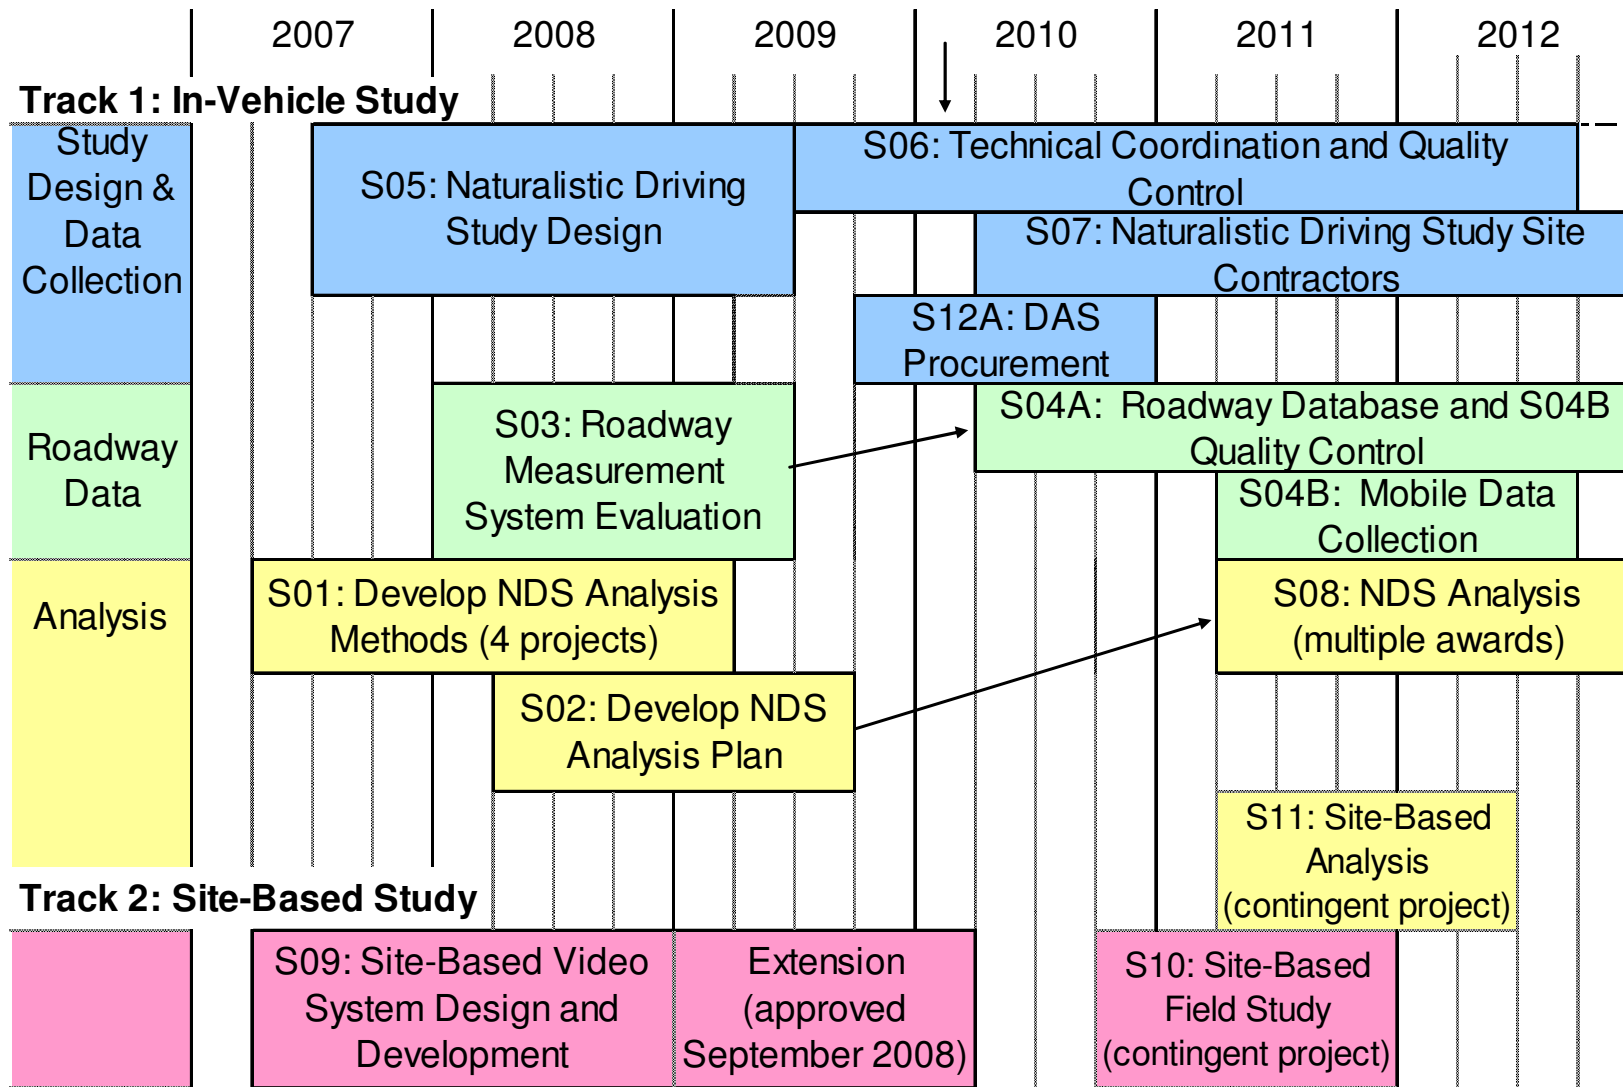 2007 2008 2009 2010 2011 2012
Track 1: In-Vehicle Study
Study
Design &
Data
Collection
S05: Naturalistic Driving
Study Design
S06: Technical Coordination and Quality
Control
S07: Naturalistic Driving Study Site
Contractors
S12A: DAS
Procurement
Roadway
Data
S03: Roadway
Measurement
System Evaluation
S04A: Roadway Database and S04B
Quality Control
S04B: Mobile Data
Collection
Analysis
S01: Develop NDS Analysis
Methods (4 projects)
S02: Develop NDS
Analysis Plan
S08: NDS Analysis
(multiple awards)
S11: Site-Based
Analysis
(contingent project)
Track 2: Site-Based Study
S09: Site-Based Video
System Design and
Development
Extension
(approved
September 2008)
S10: Site-Based
Field Study
(contingent project)